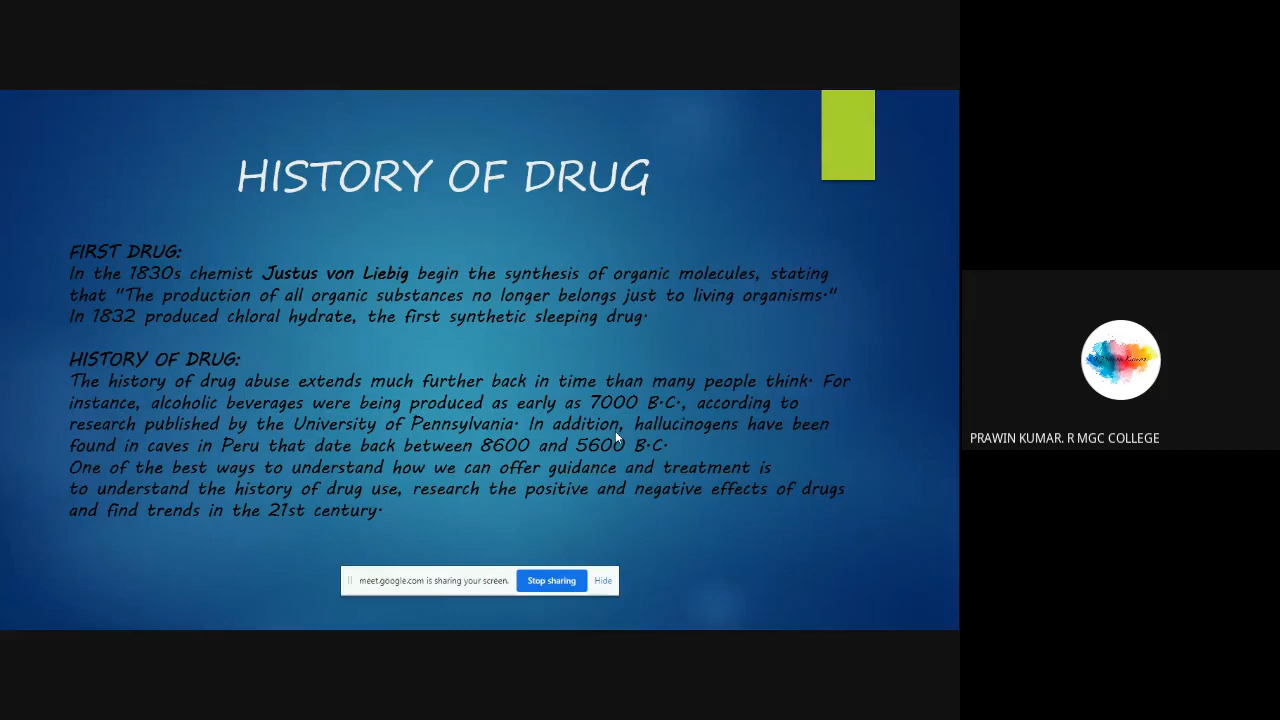 HISTORY OF DRUG
FIRST DRUG:
In the 1830s chemist Justus von Liebig begin the synthesis of organic molecules, stating
that "The production of all organic substances no longer belongs just to living organisms."
In 1832 produced chloral hydrate, the first synthetic sleeping drug.
HISTORY OF DRUG:
The history of drug abuse extends much further back in time than many people think. For
instance, alcoholic beverages were being produced as early as 7000 B.C., according to
research published by the University of Pennsylvania. In addition, hallucinogens have been
found in caves in Peru that date back between 8600 and 5600 B.C.
One of the best ways to understand how we can offer guidance and treatment is
to understand the history of drug use, research the positive and negative effects of drugs
and find trends in the 21st century.
meet.google.com is sharing your screen. Stop sharing Hide
PRAWIN KUMAR. R MGC COLLEGE